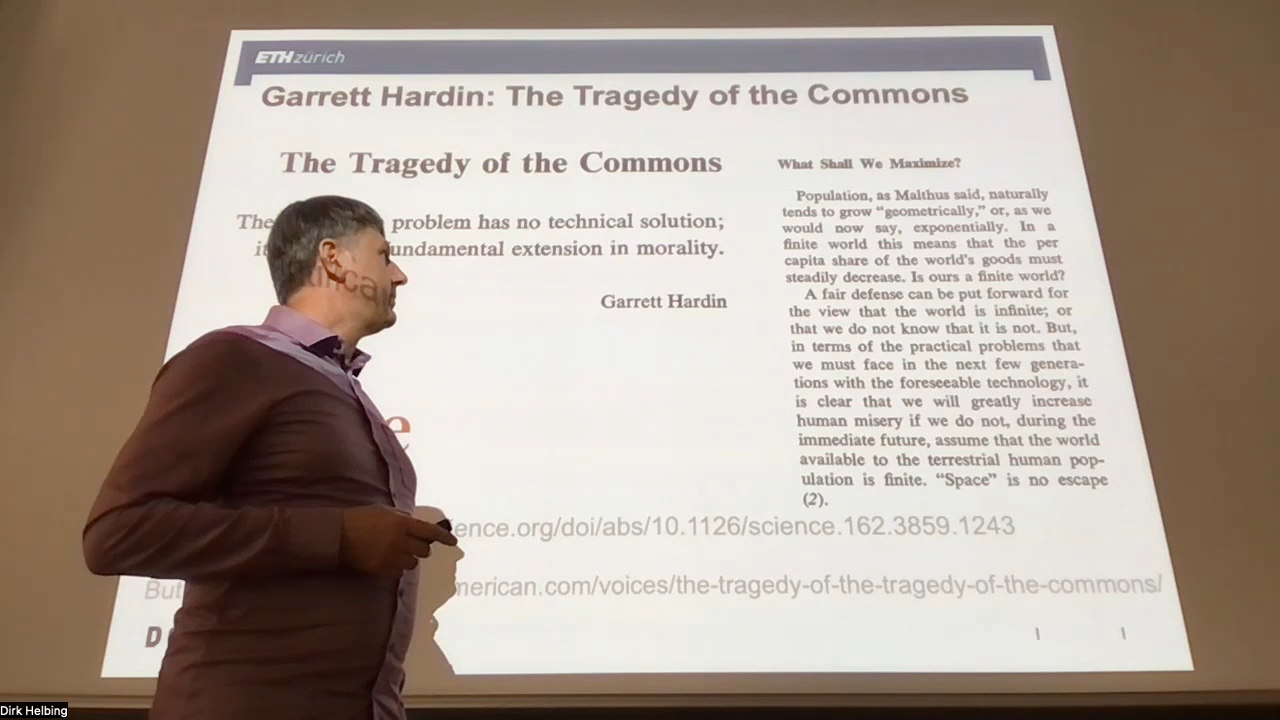 ETH zürich
Garrett Hardin: The Tragedy of the Commons
The Tragedy of the Commons
The problem has no technical solution;
undamental extension in morality.
Garrett Hardin
What Shall We Maximize?
Population, as Malthus said, naturally
tends to grow “geometrically,” or, as we
would now say, exponentially. In a
finite world this means that the per
capita share of the world's goods must
steadily decrease. Is ours a finite world?
A fair defense can be put forward for
the view that the world is infinite; or
that we do not know that it is not. But,
in terms of the practical problems that
we must face in the next few genera-
tions with the foreseeable technology, it
is clear that we will greatly increase
human misery if we do not, during the
immediate future, assume that the world
available to the terrestrial human pop-
ulation is finite. “Space” is no escape
(2).
ence.org/doi/abs/10.1126/science.162.3859.1243
But
merican.com/voices/the-tragedy-of-the-tragedy-of-the-commons/
Dirk Helbing